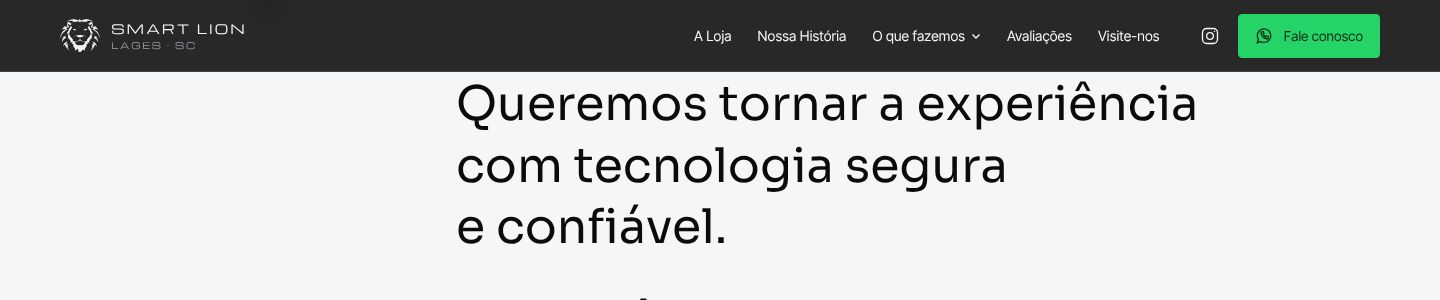 SMART LION
LAGES · SC
A Loja
Nossa História
O que fazemos
Avaliações
Visite-nos
Fale conosco
Queremos tornar a experiência
com tecnologia segura
e confiável.